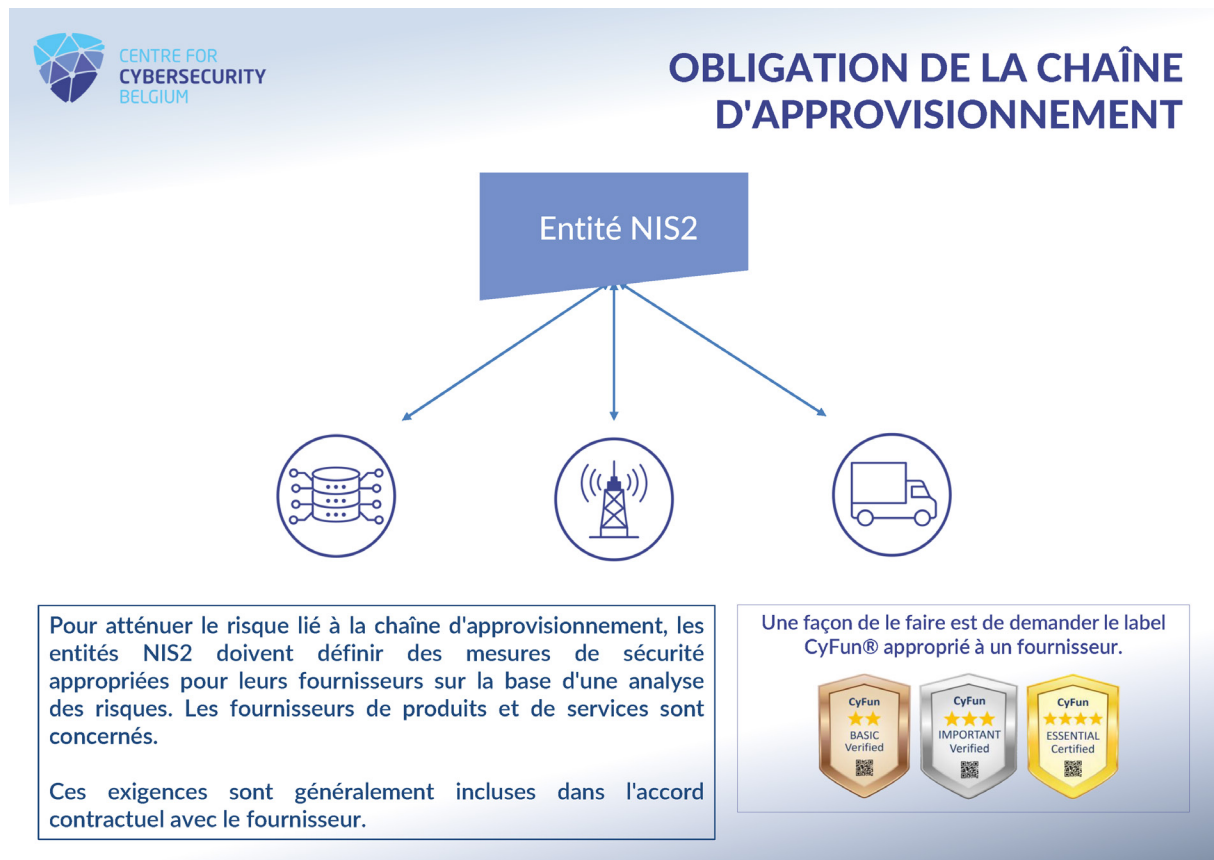 CENTRE FOR
CYBERSECURITY
BELGIUM
OBLIGATION DE LA CHAÎNE
D'APPROVISIONNEMENT
Entité NIS2
Pour atténuer le risque lié à la chaîne d'approvisionnement, les
entités NIS2 doivent définir des mesures de sécurité
appropriées pour leurs fournisseurs sur la base d'une analyse
des risques. Les fournisseurs de produits et de services sont
concernés.
Ces exigences sont généralement incluses dans l'accord
contractuel avec le fournisseur.
Une façon de le faire est de demander le label
CyFun® approprié à un fournisseur.
CyFun
BASIC
Verified
CyFun
IMPORTANT
Verified
CyFun
ESSENTIAL
Certified